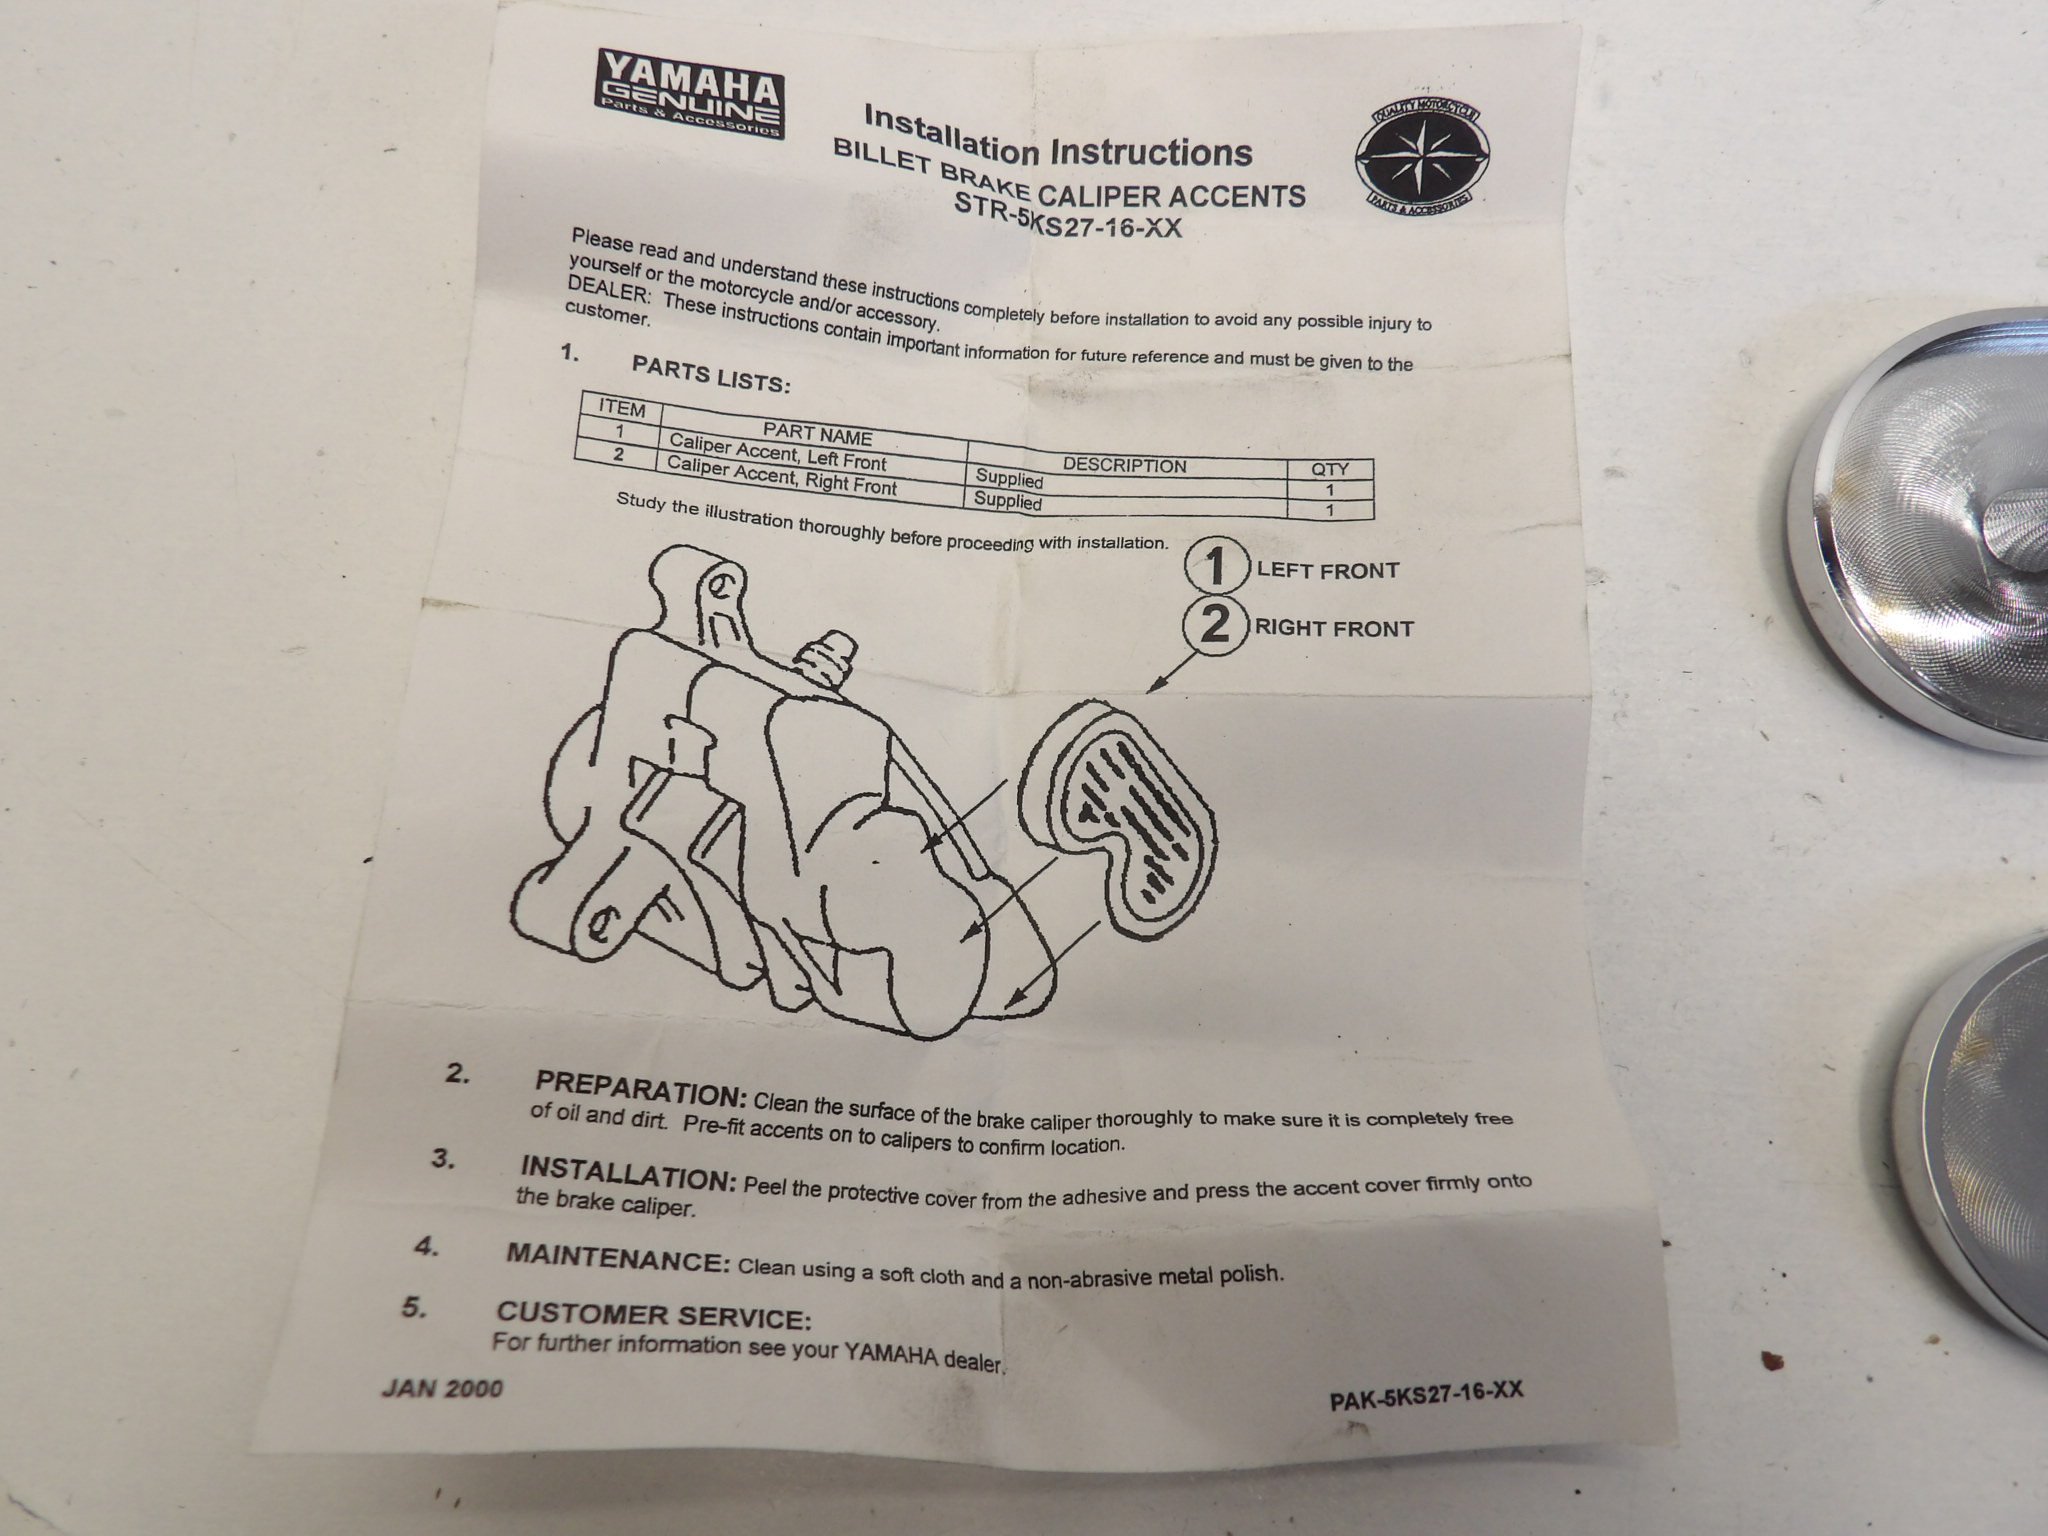 YAMAHA
GENUINE
Parts & Accessories
Installation Instructions
BILLET BRAKE CALIPER ACCENTS
STR-5KS27-16-XX
QUALITY MOTORCYCLE
PARTS & ACCESSORIES
Please read and understand these instructions completely before installation to avoid any possible injury to
yourself or the motorcycle and/or accessory.
DEALER: These instructions contain important information for future reference and must be given to the
customer.
1. PARTS LISTS:
ITEM PART NAME DESCRIPTION QTY
1 Caliper Accent, Left Front Supplied 1
2 Caliper Accent, Right Front Supplied 1
Study the illustration thoroughly before proceeding with installation.
1 LEFT FRONT
2 RIGHT FRONT
2. PREPARATION: Clean the surface of the brake caliper thoroughly to make sure it is completely free
of oil and dirt. Pre-fit accents on to calipers to confirm location.
3. INSTALLATION: Peel the protective cover from the adhesive and press the accent cover firmly onto
the brake caliper.
4. MAINTENANCE: Clean using a soft cloth and a non-abrasive metal polish.
5. CUSTOMER SERVICE:
For further information see your YAMAHA dealer.
JAN 2000
PAK-5KS27-16-XX